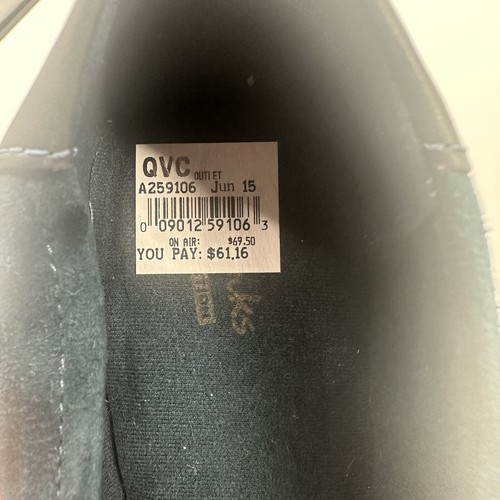 QVC OUTLET
A259106 Jun 15
0 09012 59106 3
ON AIR: $69.50
YOU PAY: $61.16